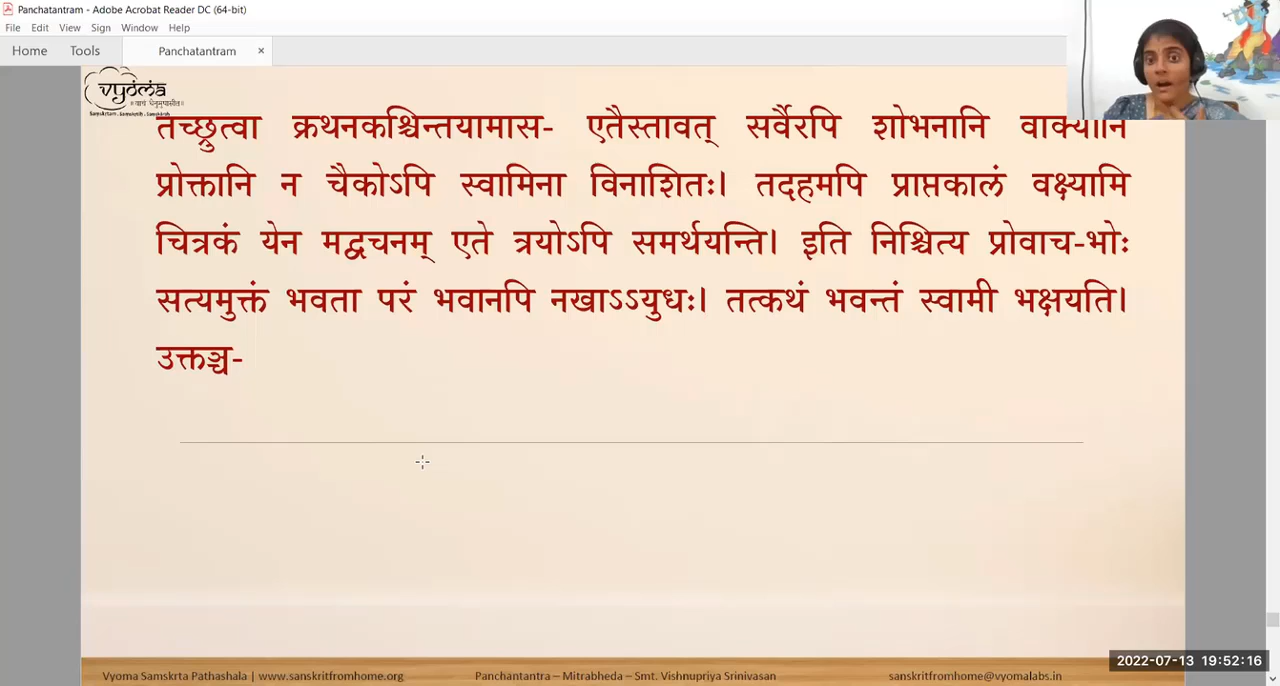 Panchatantram - Adobe Acrobat Reader DC (64-bit)
File Edit View Sign Window Help
Home Tools Panchatantram ×
vyoma
तच्छ्रुत्वा क्रथनकश्चिन्तयामास- एतैस्तावत् सर्वैरपि शोभनानि वाक्यानि
प्रोक्तानि न चैकोऽपि स्वामिना विनाशितः। तदहमपि प्राप्तकालं वक्ष्यामि
चित्रकं येन मद्वचनम् एते त्रयोऽपि समर्थयन्ति। इति निश्चित्य प्रोवाच-भोः
सत्यमुक्तं भवता परं भवानपि नखाऽऽयुधः। तत्कथं भवन्तं स्वामी भक्षयति।
उक्तञ्च-
2022-07-13 19:52:16
Vyoma Samskrta Pathashala | www.sanskritfromhome.org Panchatantra – Mitrabheda – Smt. Vishnupriya Srinivasan sanskritfromhome@vyomalabs.in